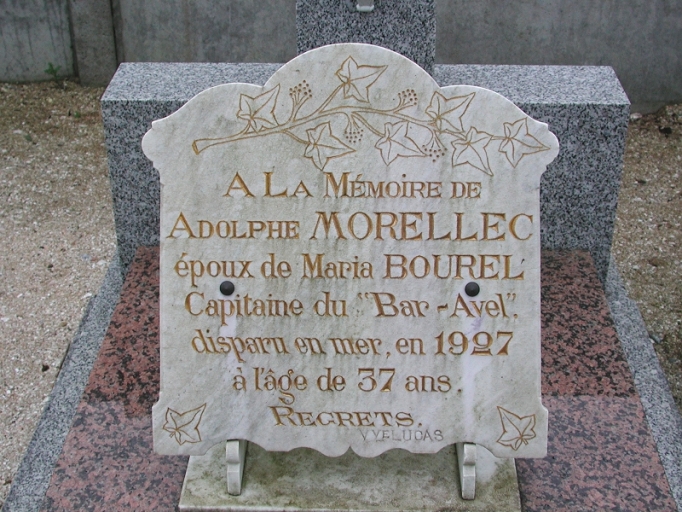 A LA MÉMOIRE DE
ADOLPHE MORELLEC
époux de Maria BOUREL
Capitaine du "Bar-Avel".
disparu en mer, en 1927
à l'âge de 37 ans.
REGRETS.